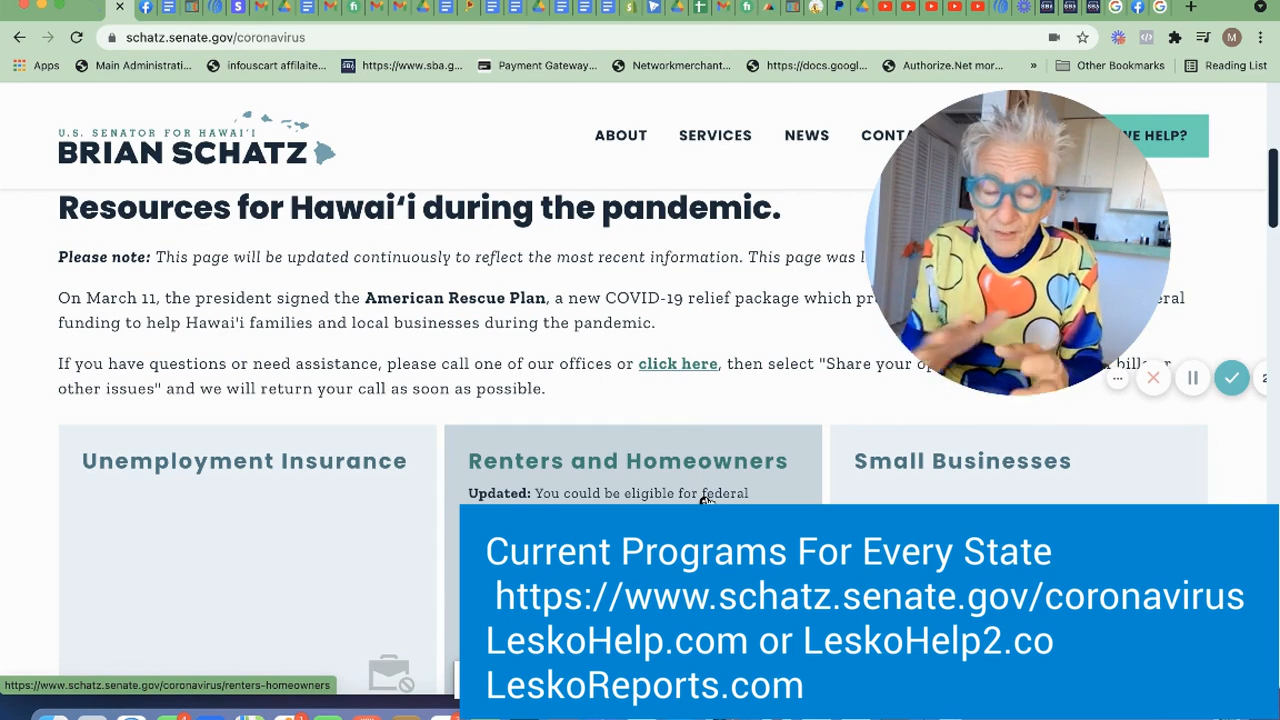 schatz.senate.gov/coronavirus
Apps Main Administrati... infouscart affilaite... https://www.sba.g... Payment Gateway... Networkmerchant... https://docs.googl... Authorize.Net mor... » Other Bookmarks Reading List
U.S. SENATOR FOR HAWAiʻi
BRIAN SCHATZ
ABOUT SERVICES NEWS CONTA WE HELP?
Resources for Hawaiʻi during the pandemic.
Please note: This page will be updated continuously to reflect the most recent information. This page was l
On March 11, the president signed the American Rescue Plan, a new COVID-19 relief package which pr eral
funding to help Hawai'i families and local businesses during the pandemic.
If you have questions or need assistance, please call one of our offices or click here, then select "Share your op bills or
other issues" and we will return your call as soon as possible.
Unemployment Insurance Renters and Homeowners Small Businesses
Updated: You could be eligible for federal
Current Programs For Every State
https://www.schatz.senate.gov/coronavirus
LeskoHelp.com or LeskoHelp2.co
LeskoReports.com
https://www.schatz.senate.gov/coronavirus/renters-homeowners